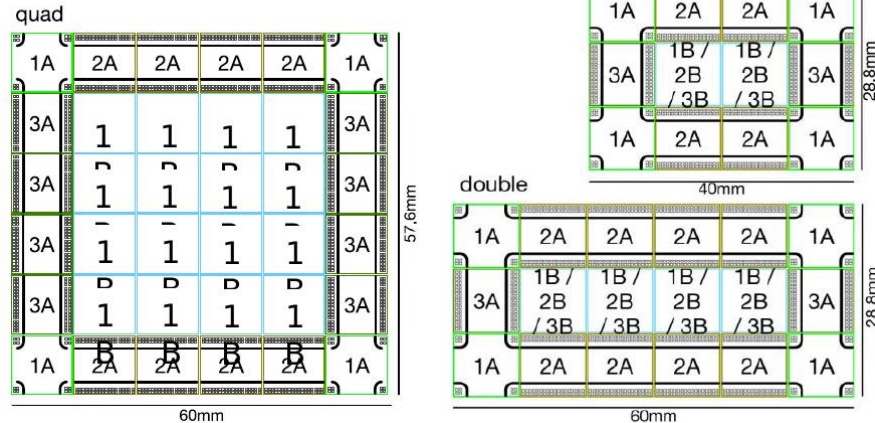 quad
1A 2A 2A 2A 2A 1A
3A 1 1 1 1 3A
3A 1 1 1 1 3A
3A 1 1 1 1 3A
3A 1 1 1 1 3A
B B B B
1A 2A 2A 2A 2A 1A
57,6mm
60mm
1A 2A 2A 1A
3A 1B / 2B / 3B 1B / 2B / 3B 3A
1A 2A 2A 1A
28.8mm
40mm
double
1A 2A 2A 2A 2A 1A
3A 1B / 2B / 3B 1B / 2B / 3B 1B / 2B / 3B 1B / 2B / 3B 3A
1A 2A 2A 2A 2A 1A
28.8mm
60mm